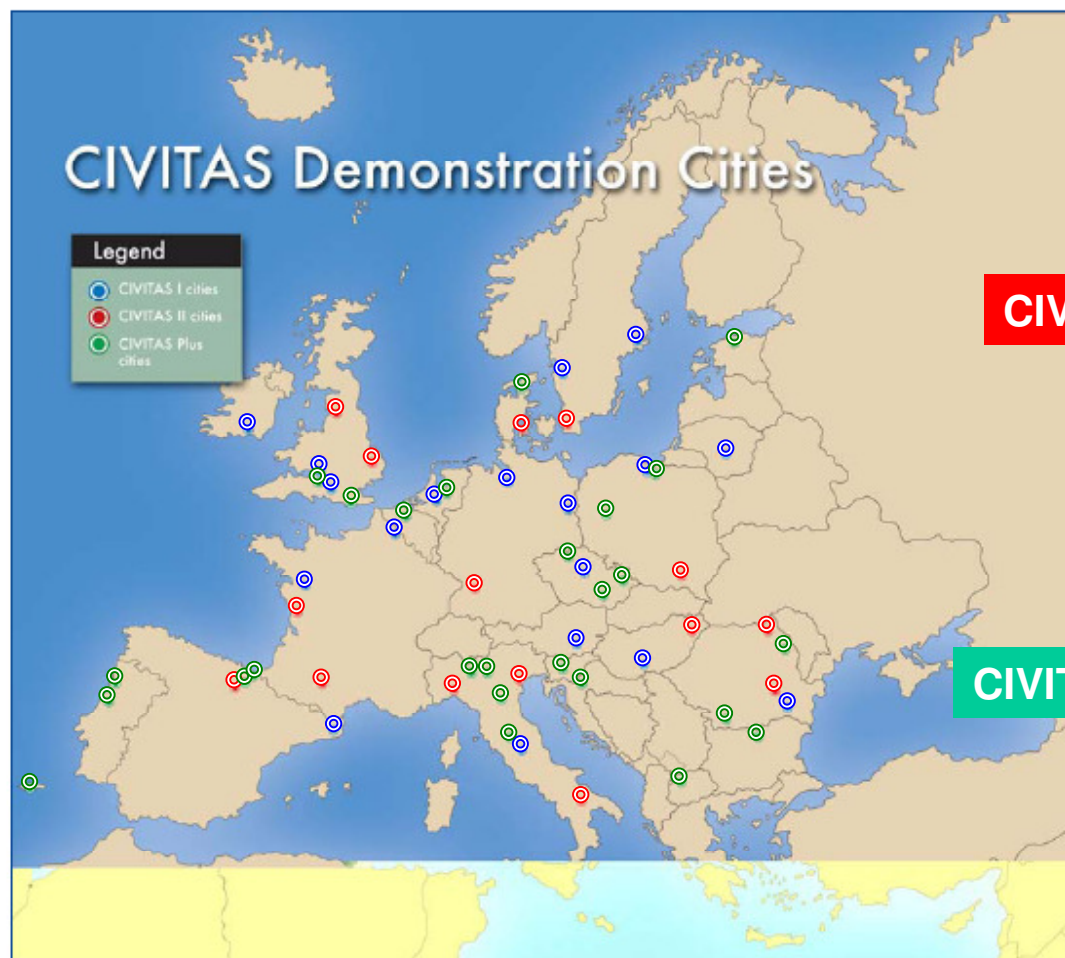 CIVITAS Demonstration Cities
Legend
CIVITAS I cities
CIVITAS II cities
CIVITAS Plus
cities
CIV
CIVIT